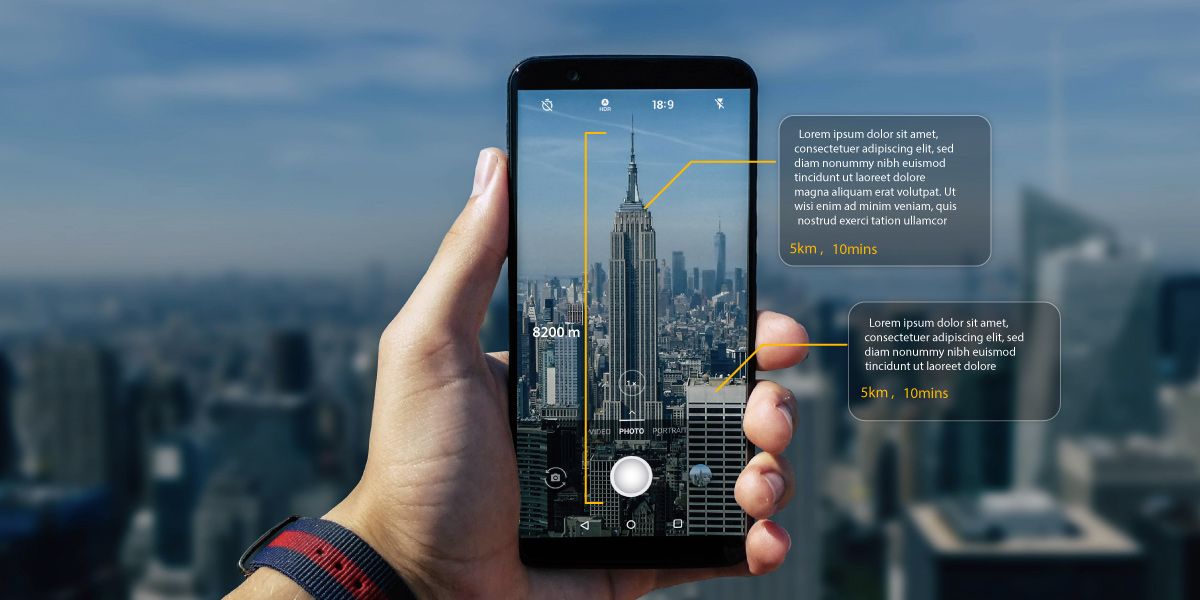 HDR
18:9
Lorem ipsum dolor sit amet,
consectetuer adipiscing elit, sed
diam nonummy nibh euismod
tincidunt ut laoreet dolore
magna aliquam erat volutpat. Ut
wisi enim ad minim veniam, quis
nostrud exerci tation ullamcor
5km , 10mins
8200 m
Lorem ipsum dolor sit amet,
consectetuer adipiscing elit, sed
diam nonummy nibh euismod
tincidunt ut laoreet dolore
5km , 10mins
1x
VIDEO PHOTO PORTRAIT